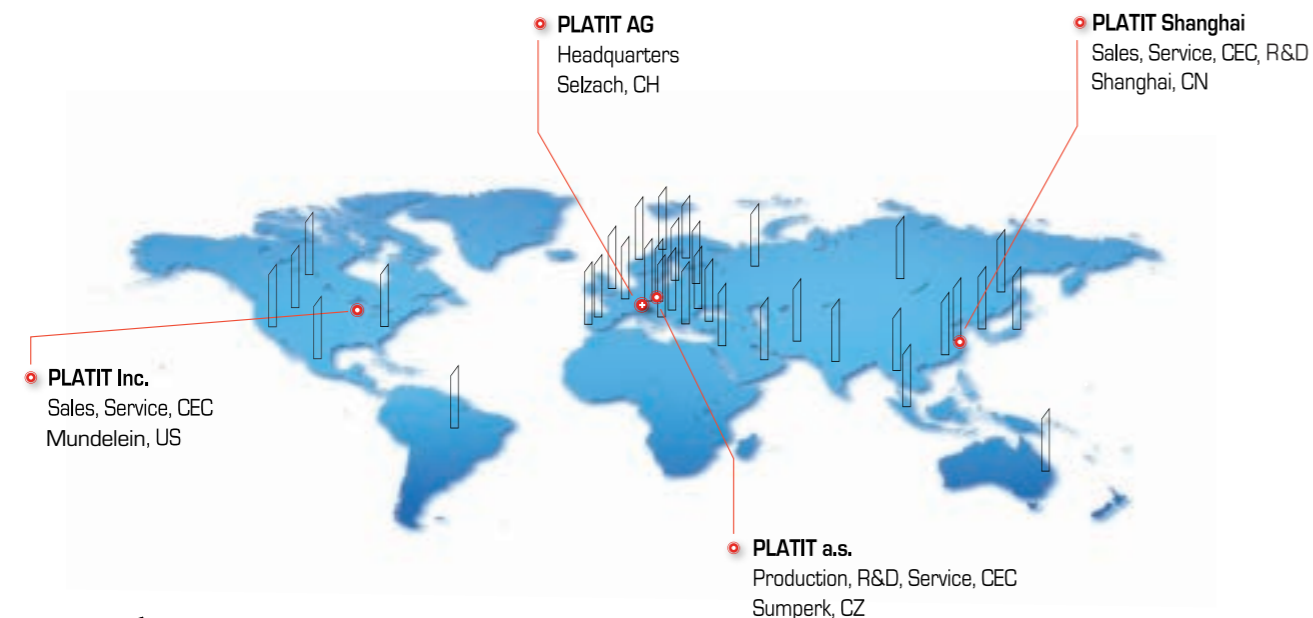 PLATIT AG
Headquarters
Selzach, CH
PLATIT Shanghai
Sales, Service, CEC, R&D
Shanghai, CN
PLATIT Inc.
Sales, Service, CEC
Mundelein, US
PLATIT a.s.
Production, R&D, Service, CEC
Sumperk, CZ